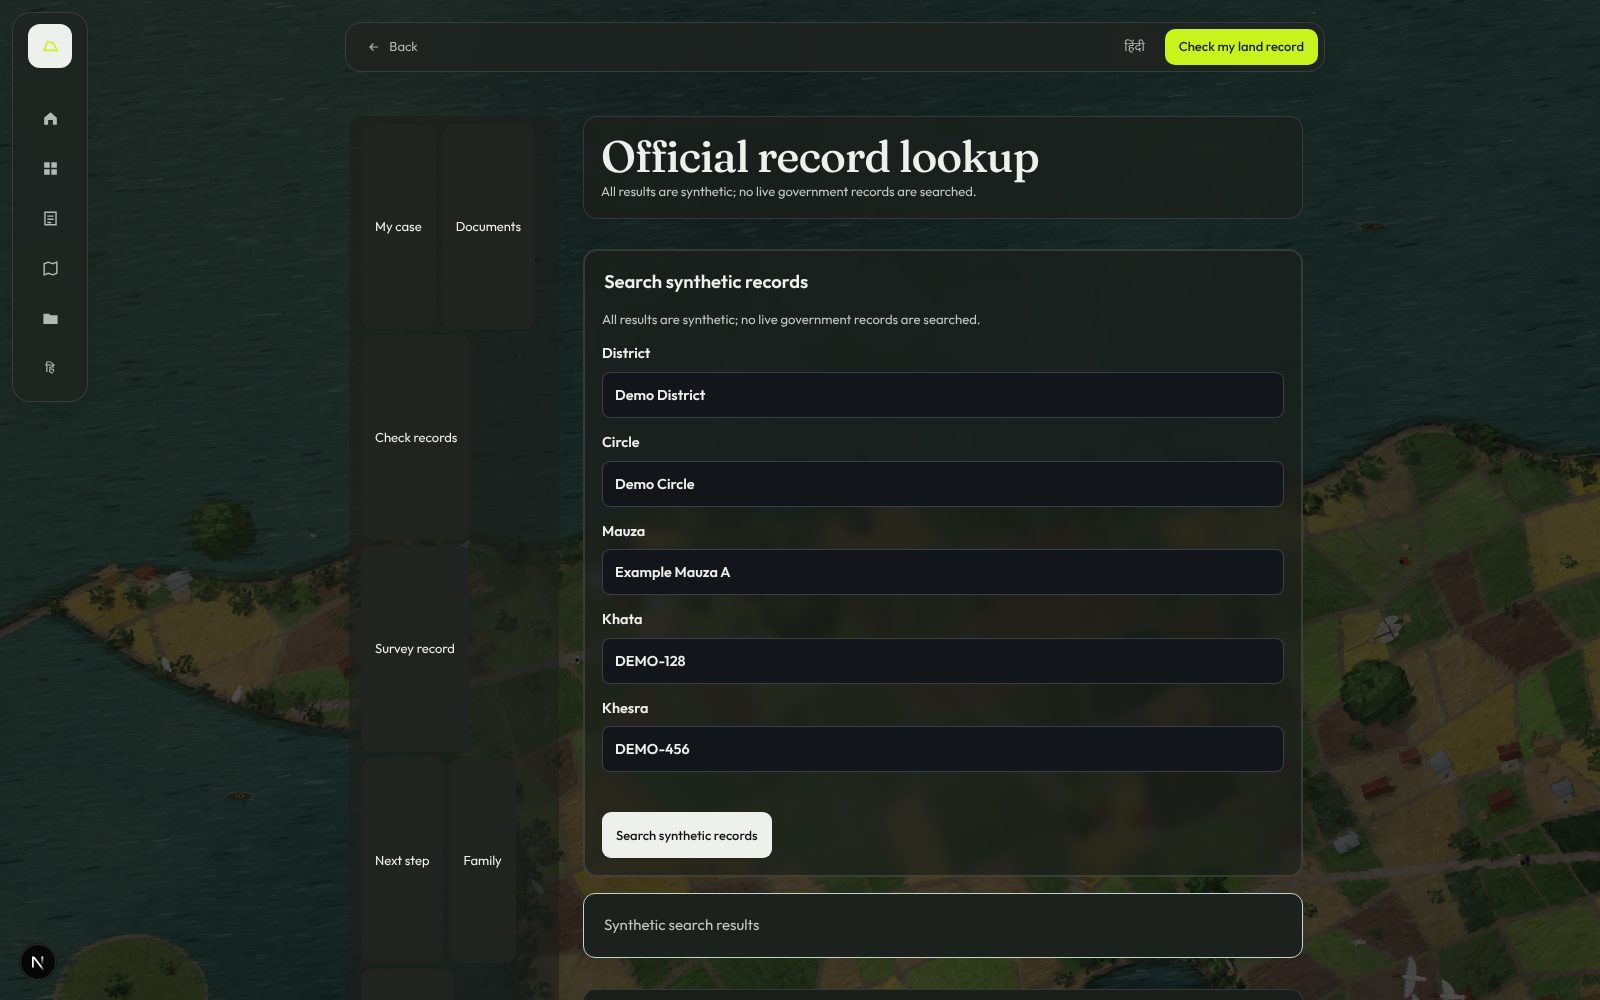 ← Back
हिंदी
Check my land record
हि
My case
Documents
Check records
Survey record
Next step
Family
Official record lookup
All results are synthetic; no live government records are searched.
Search synthetic records
All results are synthetic; no live government records are searched.
District
Demo District
Circle
Demo Circle
Mauza
Example Mauza A
Khata
DEMO-128
Khesra
DEMO-456
Search synthetic records
Synthetic search results
N